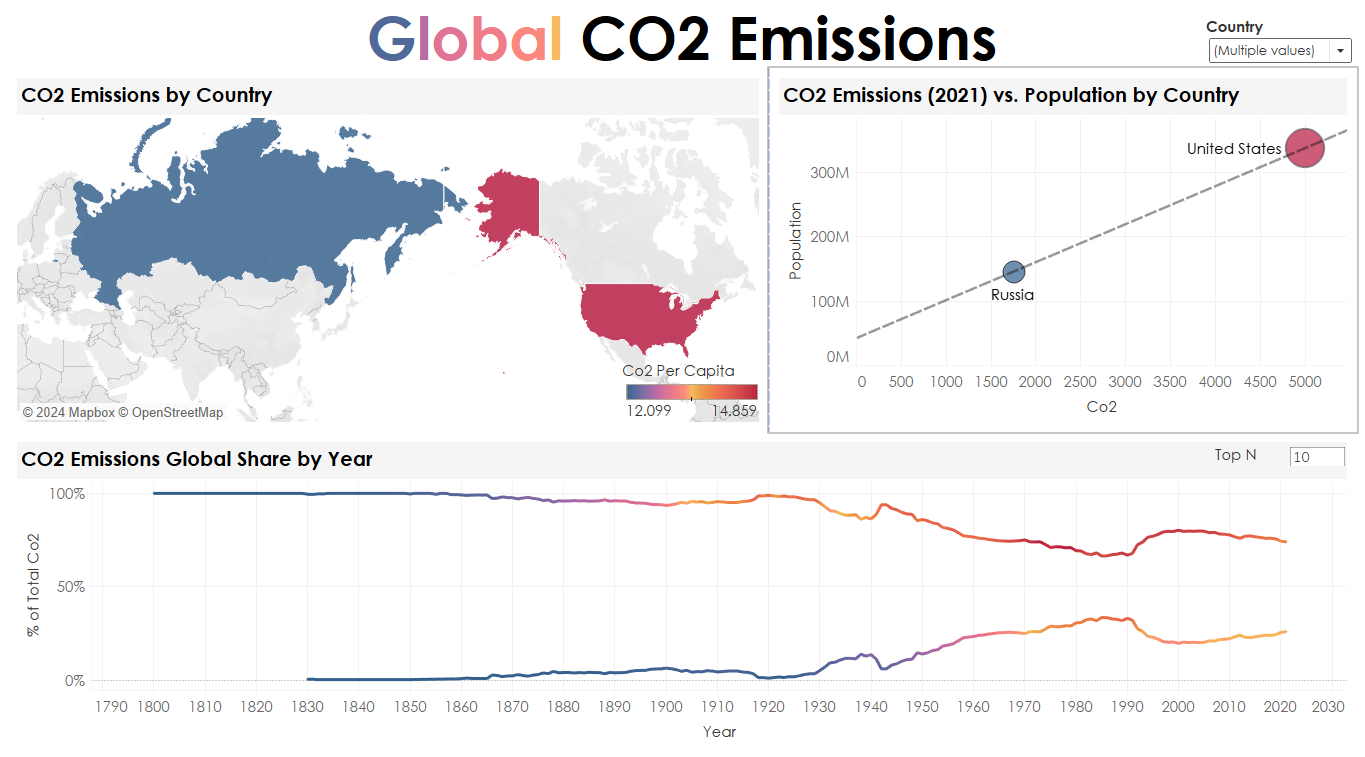 Global CO2 Emissions
Country
(Multiple values)
CO2 Emissions by Country
© 2024 Mapbox © OpenStreetMap
Co2 Per Capita
12.099 14.859
CO2 Emissions (2021) vs. Population by Country
United States
Russia
Population
300M
200M
100M
0M
0 500 1000 1500 2000 2500 3000 3500 4000 4500 5000
Co2
CO2 Emissions Global Share by Year
Top N 10
% of Total Co2
100%
50%
0%
1790 1800 1810 1820 1830 1840 1850 1860 1870 1880 1890 1900 1910 1920 1930 1940 1950 1960 1970 1980 1990 2000 2010 2020 2030
Year